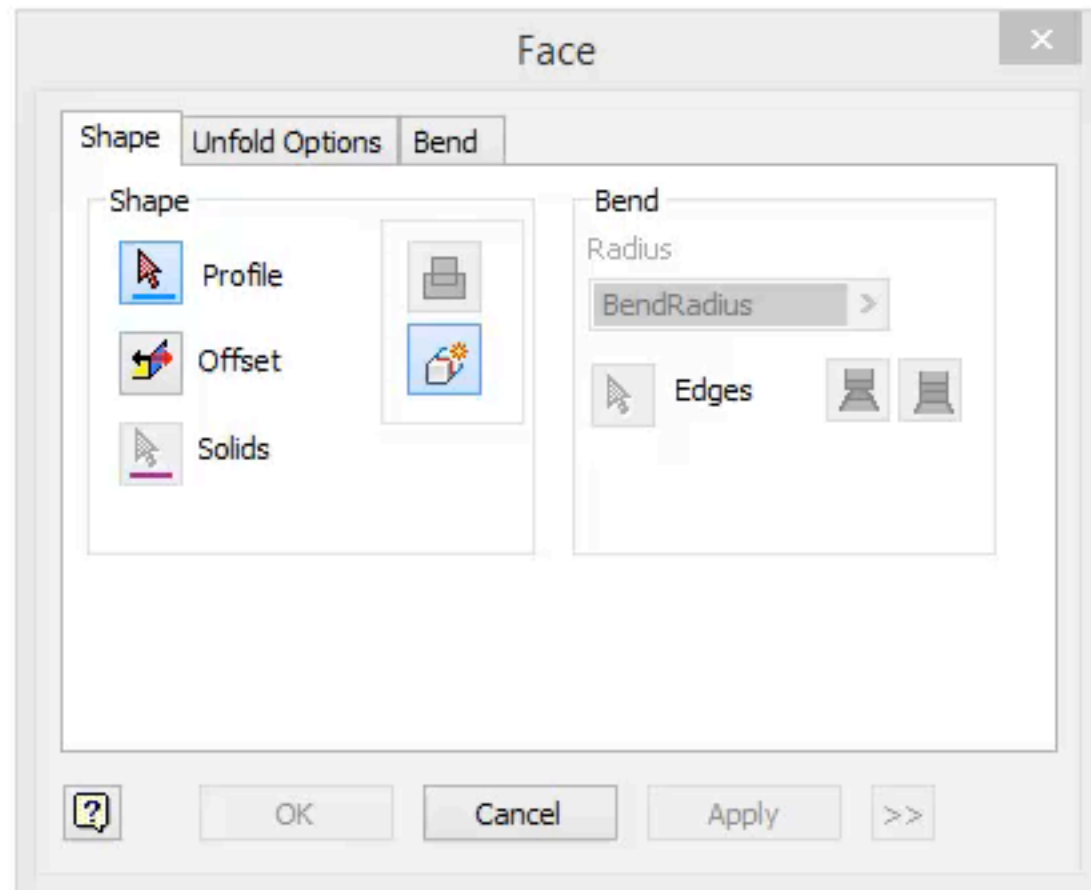 Face
Shape
Unfold Options
Bend
Shape
Profile
Offset
Solids
Bend
Radius
BendRadius
>
Edges
?
OK
Cancel
Apply
>>